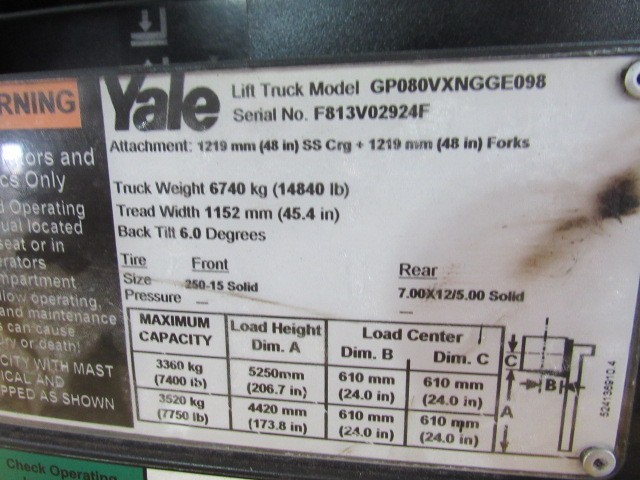 RNING
ators and
cs Only
d Operating
ual located
seat or in
erators
mpartment
llow operating,
and maintenance
s can cause
ry or death!
CITY WITH MAST
ICAL AND
PPED AS SHOWN
Check Operating
Yale
Lift Truck Model GP080VXNGGE098
Serial No. F813V02924F
Attachment: 1219 mm (48 in) SS Crg + 1219 mm (48 in) Forks
Truck Weight 6740 kg (14840 lb)
Tread Width 1152 mm (45.4 in)
Back Tilt 6.0 Degrees
Tire Front Rear
Size 250-15 Solid 7.00X12/5.00 Solid
Pressure — —
MAXIMUM CAPACITY Load Height Dim. A Load Center Dim. B Dim. C
3360 kg 5250mm 610 mm 610 mm
(7400 lb) (206.7 in) (24.0 in) (24.0 in)
3520 kg 4420 mm 610 mm 610 mm
(7750 lb) (173.8 in) (24.0 in) (24.0 in)
C
B
A
524136910.4